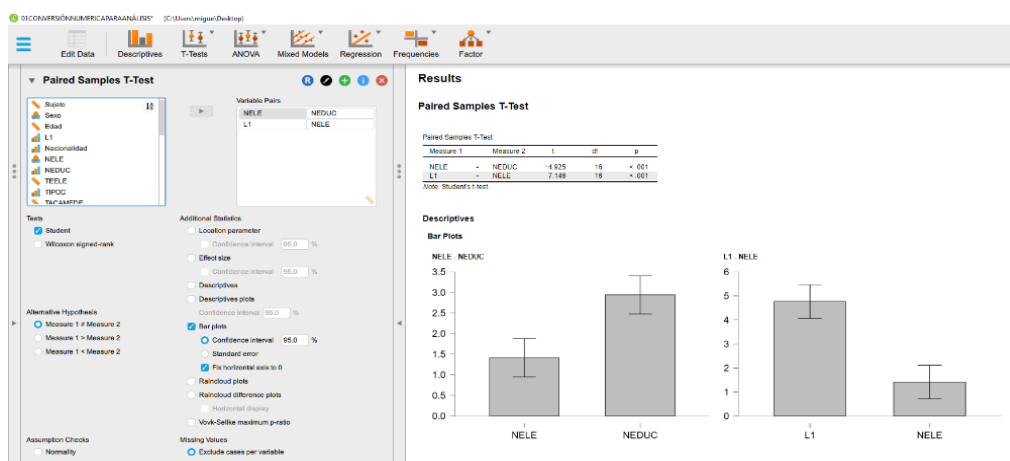 01CONVERSIÓNNUMERICAPARAANÁLISIS* (C:\Users\migue\Desktop)
Edit Data
Descriptives
T-Tests
ANOVA
Mixed Models
Regression
Frequencies
Factor
Paired Samples T-Test
R
Sujeto
Sexo
Edad
L1
Nacionalidad
NELE
NEDUC
TEELE
TIPOC
TACAMEDE
Variable Pairs
NELE NEDUC
L1 NELE
Tests
Student
Wilcoxon signed-rank
Alternative Hypothesis
Measure 1 ≠ Measure 2
Measure 1 > Measure 2
Measure 1 < Measure 2
Assumption Checks
Normality
Additional Statistics
Location parameter
Confidence interval 95.0 %
Effect size
Confidence interval 95.0 %
Descriptives
Descriptives plots
Confidence interval 95.0 %
Bar plots
Confidence interval 95.0 %
Standard error
Fix horizontal axis to 0
Raincloud plots
Raincloud difference plots
Horizontal display
Vovk-Sellke maximum p-ratio
Missing Values
Exclude cases per variable
Results
Paired Samples T-Test
Paired Samples T-Test
Measure 1 Measure 2 t df p
NELE - NEDUC -4.925 16 < .001
L1 - NELE 7.146 16 < .001
Note. Student's t-test.
Descriptives
Bar Plots
NELE - NEDUC
3.5
3.0
2.5
2.0
1.5
1.0
0.5
0.0
NELE NEDUC
L1 - NELE
6
5
4
3
2
1
0
L1 NELE